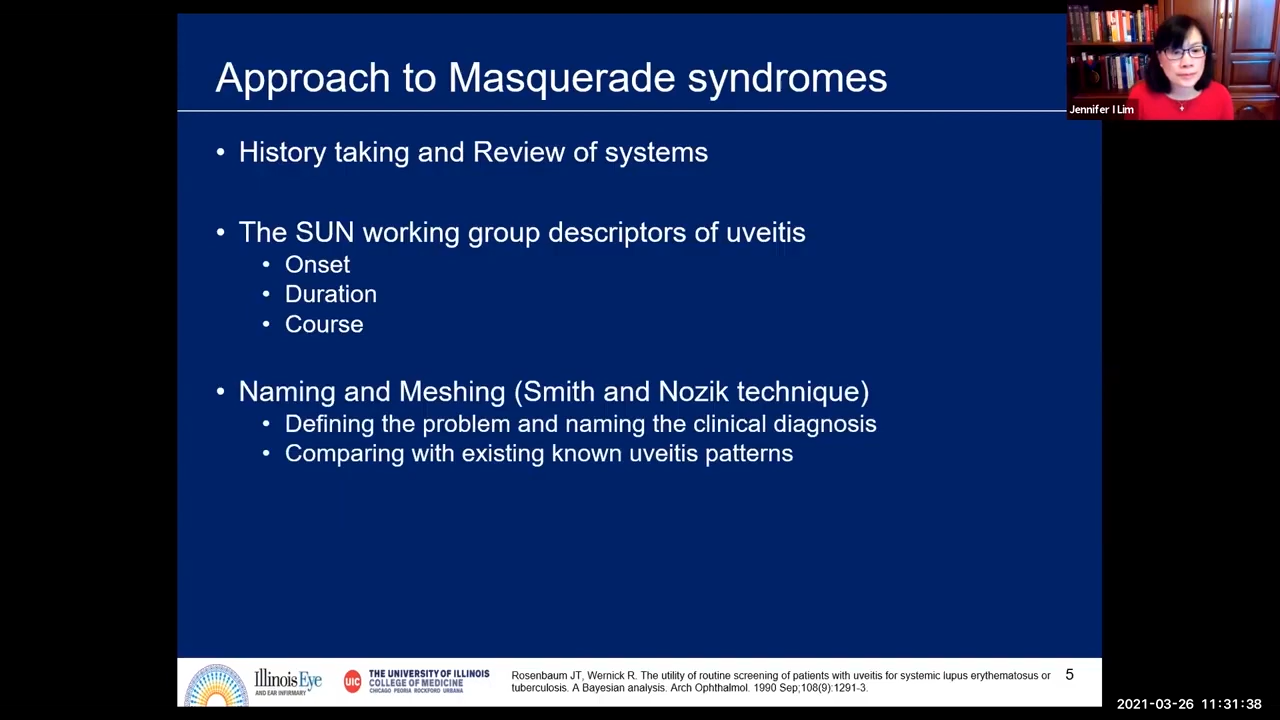 Approach to Masquerade syndromes
Jennifer I Lim
• History taking and Review of systems
• The SUN working group descriptors of uveitis
• Onset
• Duration
• Course
• Naming and Meshing (Smith and Nozik technique)
• Defining the problem and naming the clinical diagnosis
• Comparing with existing known uveitis patterns
Illinois Eye
AND EAR INFIRMARY
UIC
THE UNIVERSITY OF ILLINOIS
COLLEGE OF MEDICINE
CHICAGO PEORIA ROCKFORD URBANA
Rosenbaum JT, Wernick R. The utility of routine screening of patients with uveitis for systemic lupus erythematosus or
tuberculosis. A Bayesian analysis. Arch Ophthalmol. 1990 Sep;108(9):1291-3.
5
2021-03-26 11:31:38